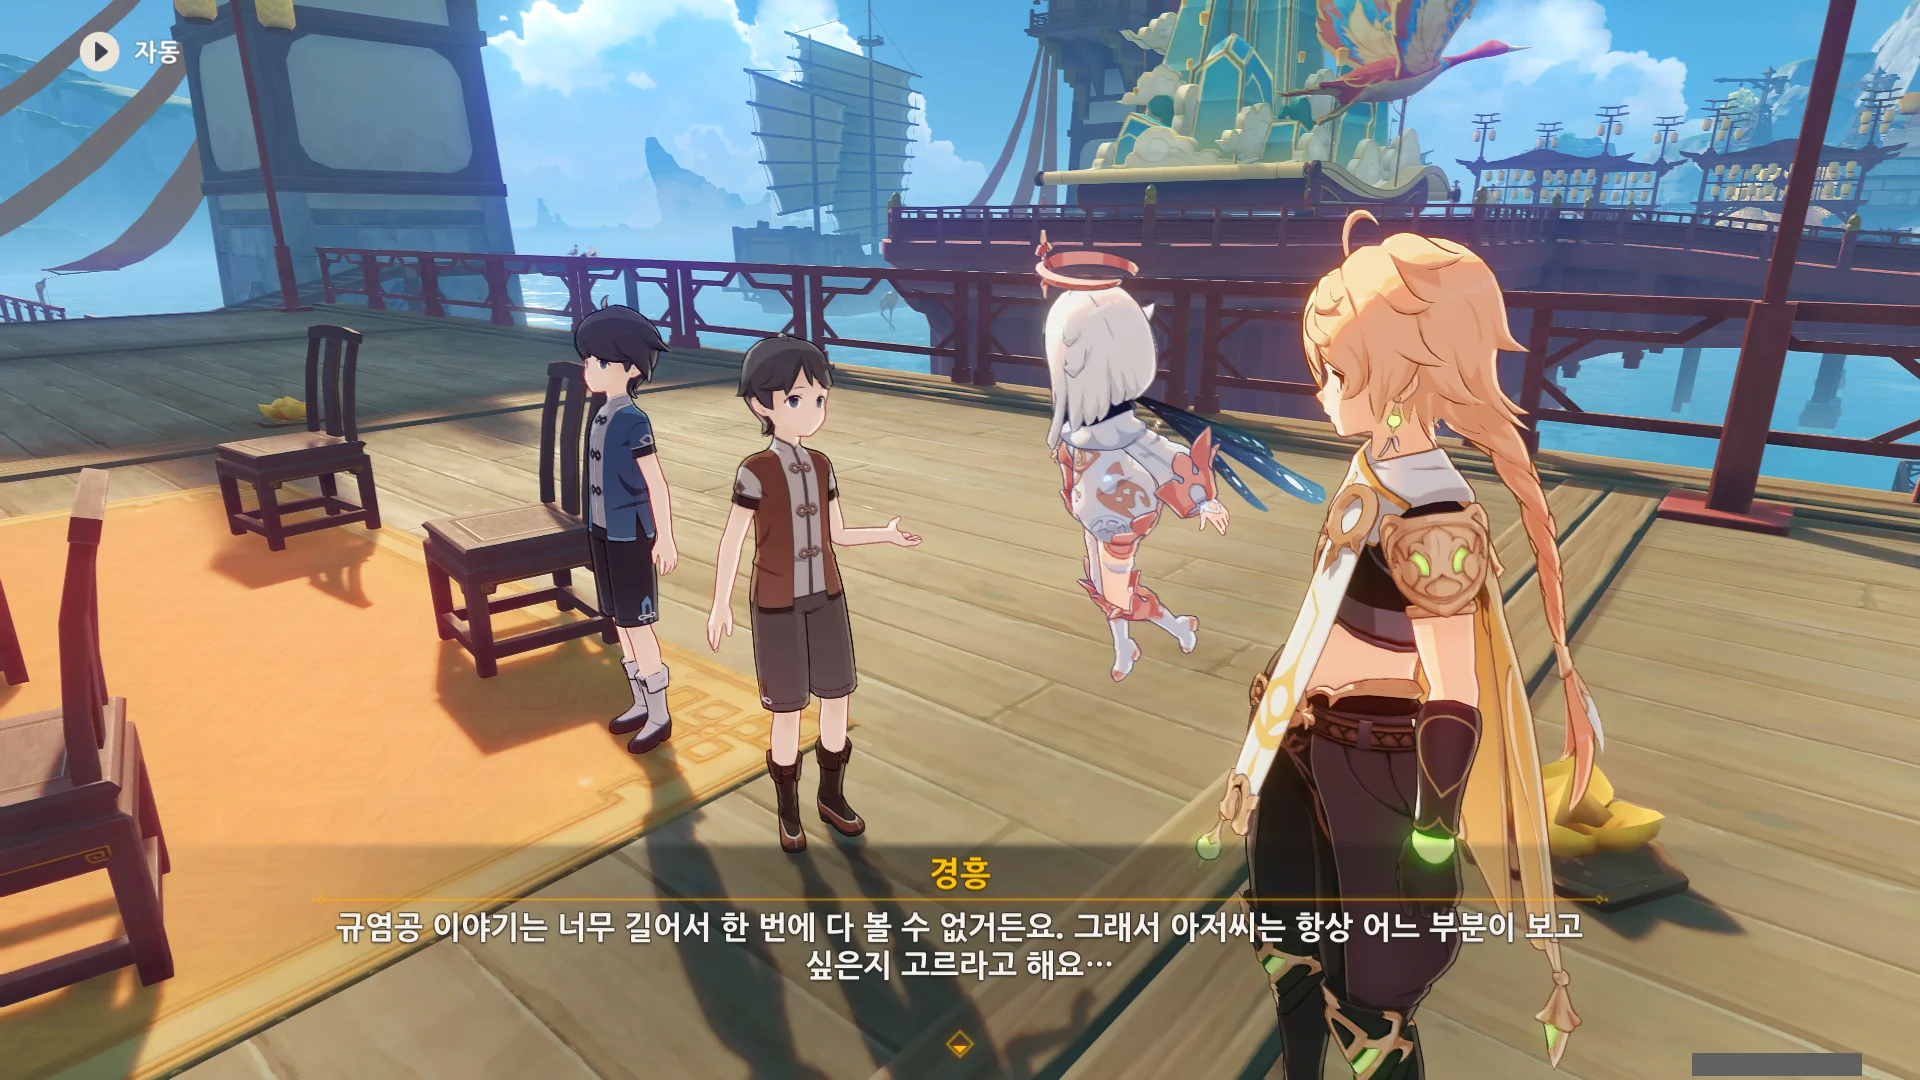 자동
경흥
규염공 이야기는 너무 길어서 한 번에 다 볼 수 없거든요. 그래서 아저씨는 항상 어느 부분이 보고
싶은지 고르라고 해요…